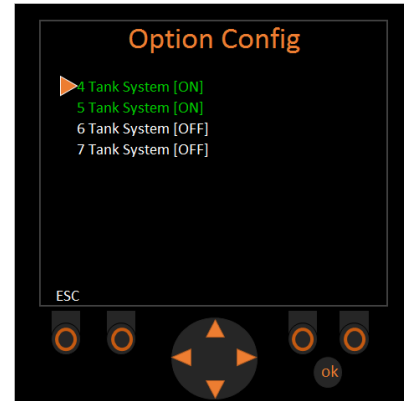 Option Config
4 Tank System [ON]
5 Tank System [ON]
6 Tank System [OFF]
7 Tank System [OFF]
ESC
ok